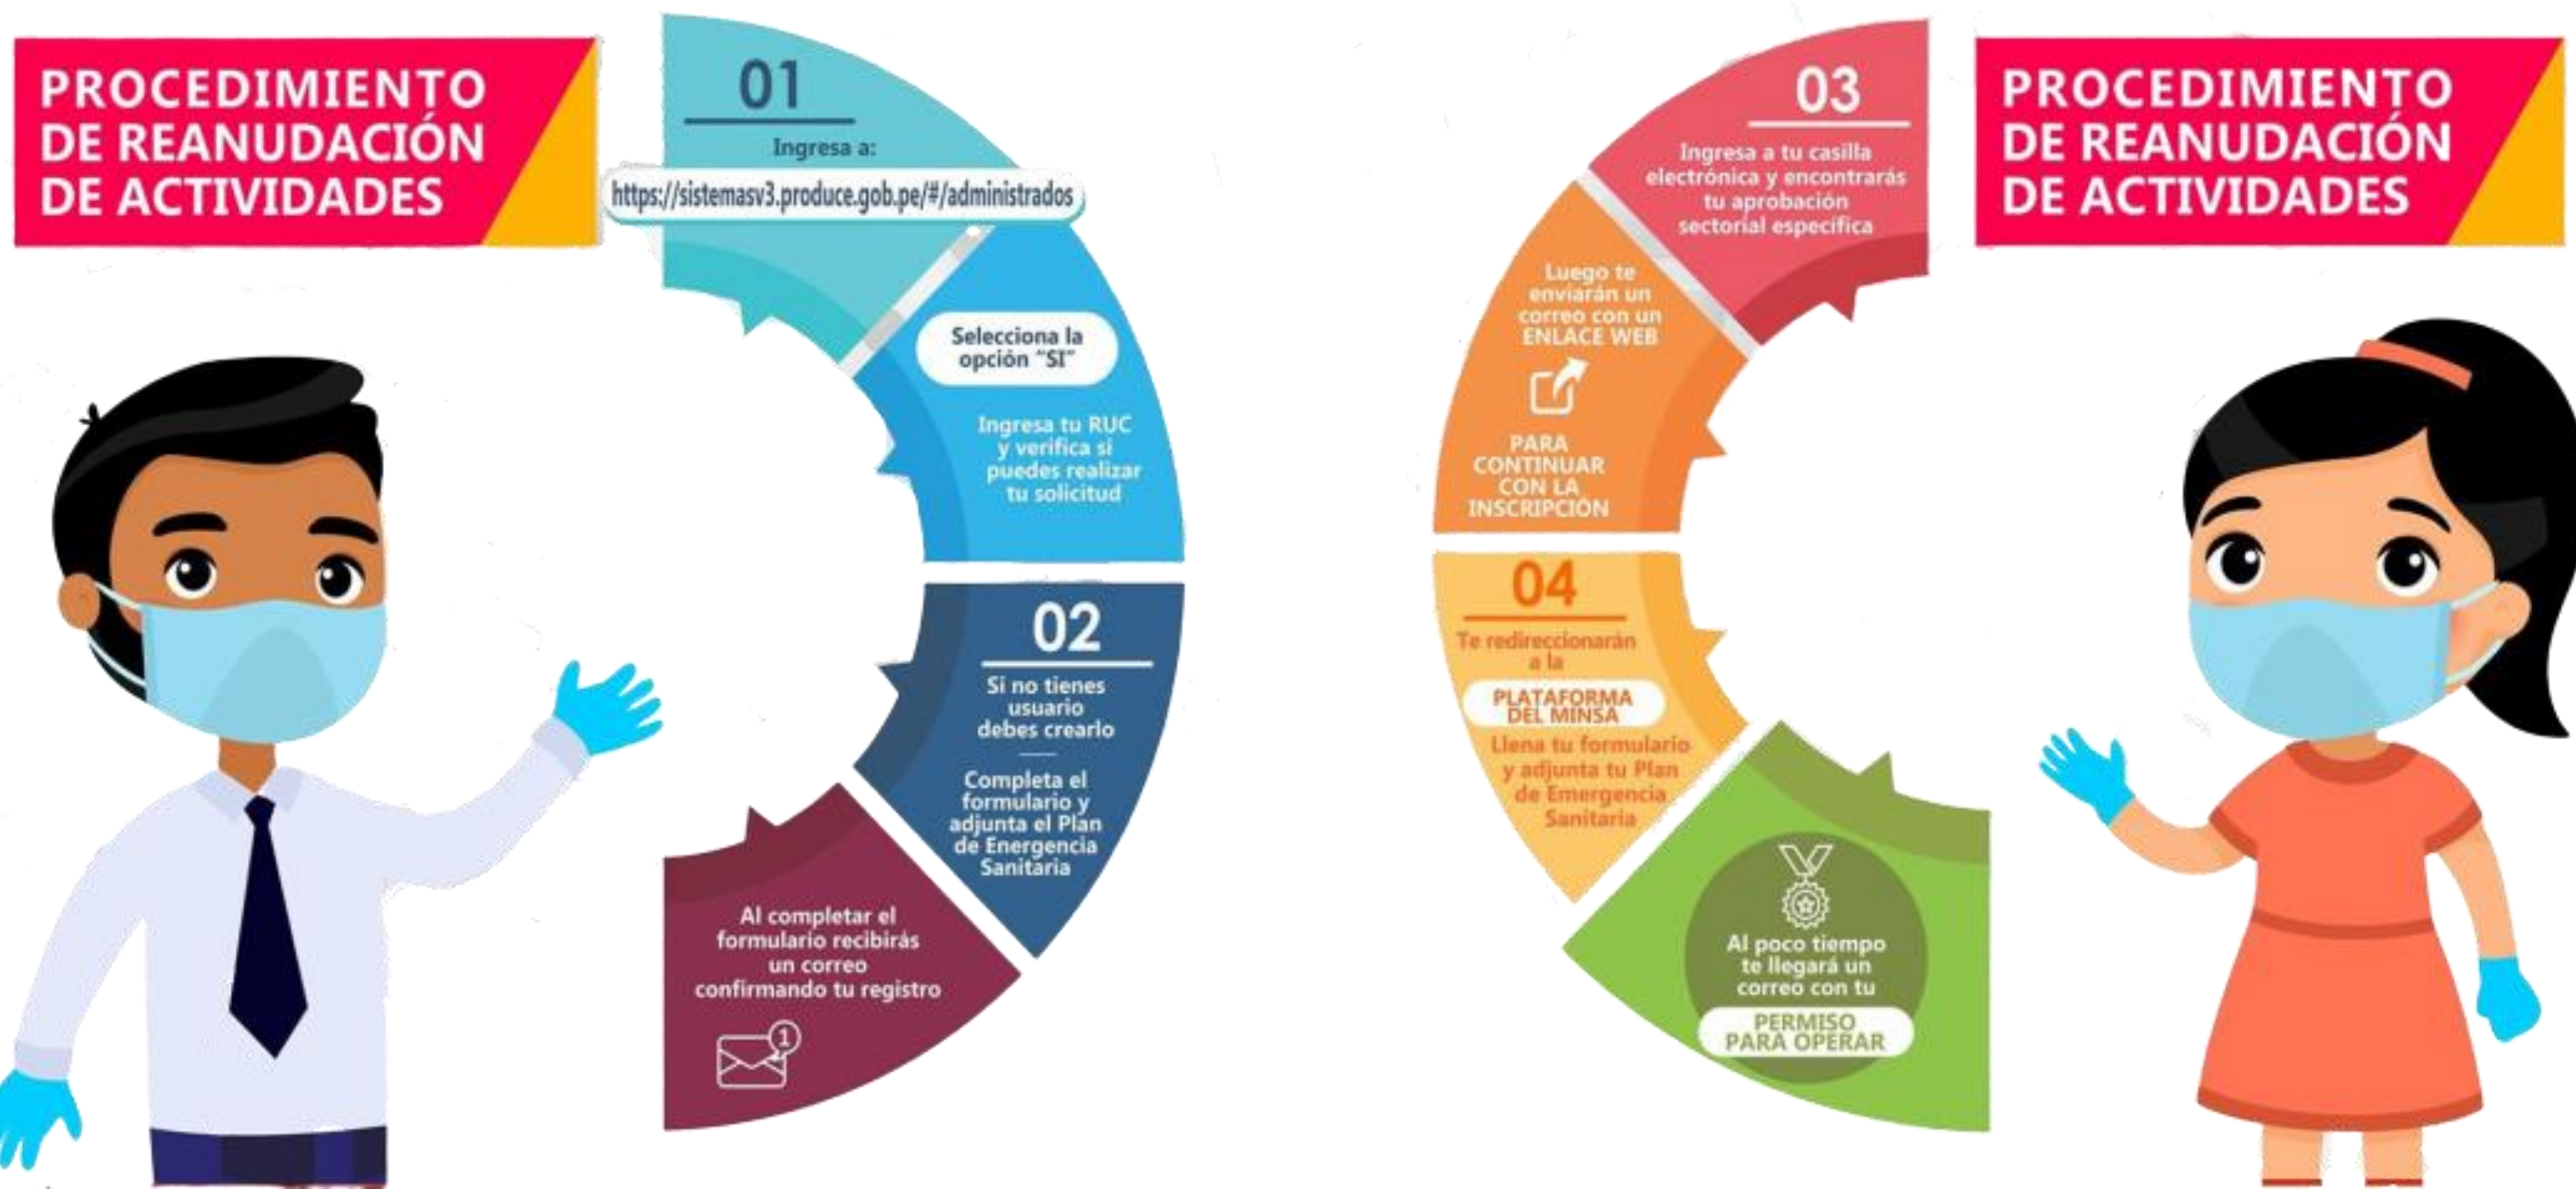 PROCEDIMIENTO
DE REANUDACIÓN
DE ACTIVIDADES
01
Ingresa a:
https://sistemasv3.produce.gob.pe/#/administrados
Selecciona la
opción "SI"
Ingresa tu RUC
y verifica si
puedes realizar
tu solicitud
02
Si no tienes
usuario
debes crearlo
Completa el
formulario y
adjunta el Plan
de Energencia
Sanitaria
Al completar el
formulario recibirás
un correo
confirmando tu registro
1
03
Ingresa a tu casilla
electrónica y encontrarás
tu aprobación
sectorial específica
Luego te
enviarán un
correo con un
ENLACE WEB
PARA
CONTINUAR
CON LA
INSCRIPCIÓN
04
Te redireccionarán
a la
PLATAFORMA
DEL MINSA
Llena tu formulario
y adjunta tu Plan
de Emergencia
Sanitaria
Al poco tiempo
te llegará un
correo con tu
PERMISO
PARA OPERAR
PROCEDIMIENTO
DE REANUDACIÓN
DE ACTIVIDADES